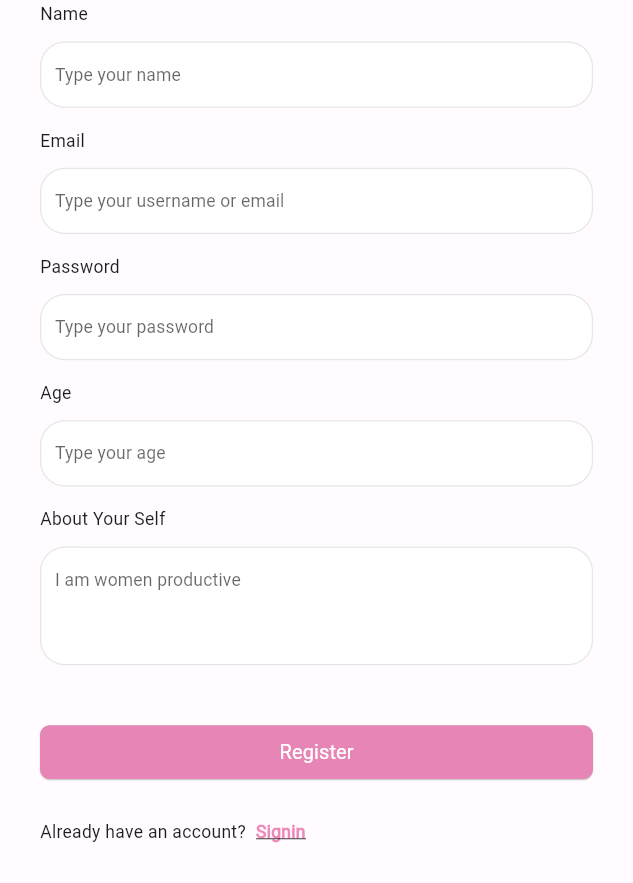 Name
Type your name
Email
Type your username or email
Password
Type your password
Age
Type your age
About Your Self
I am women productive
Register
Already have an account? Signin